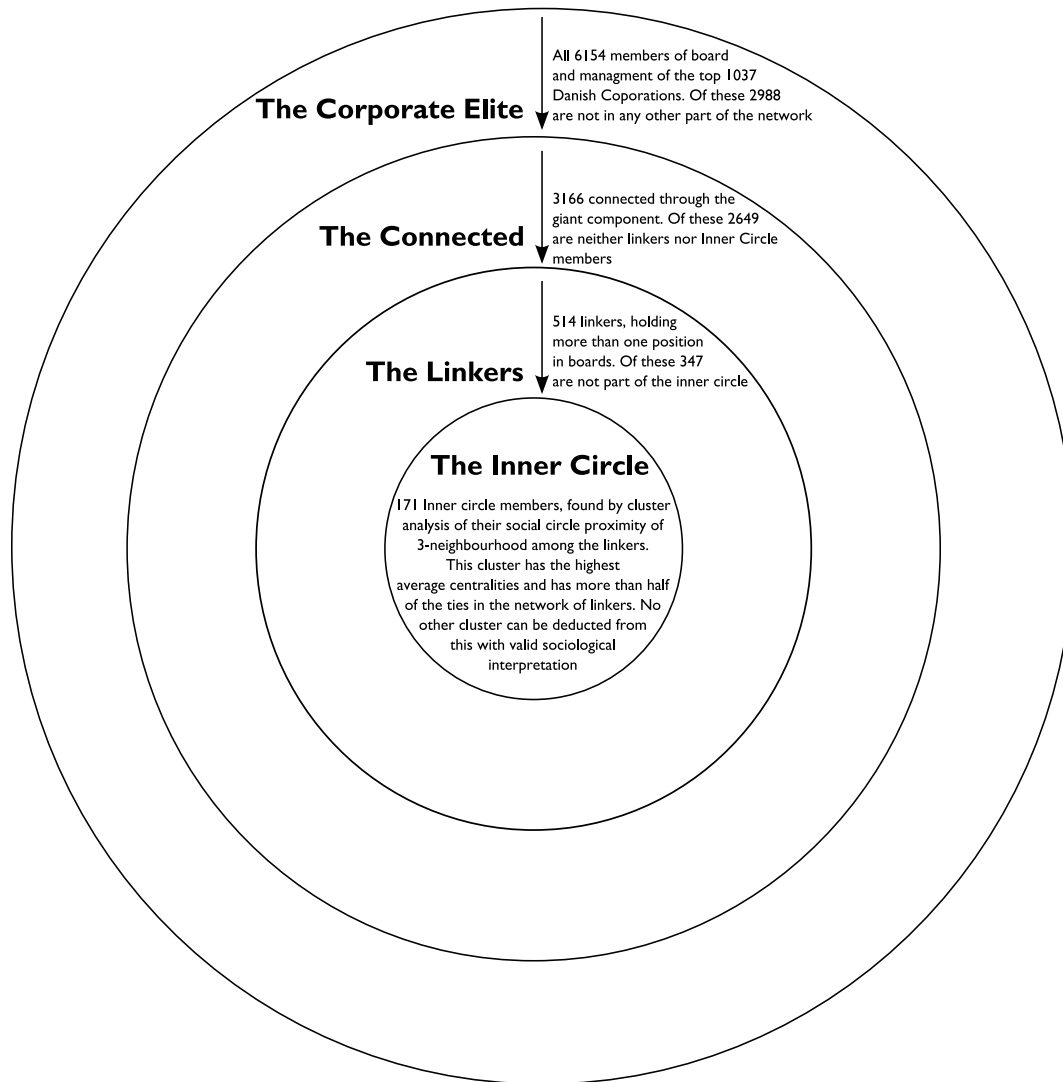 The Corporate Elite
All 6154 members of board
and managment of the top 1037
Danish Coporations. Of these 2988
are not in any other part of the network
The Connected
3166 connected through the
giant component. Of these 2649
are neither linkers nor Inner Circle
members
The Linkers
514 linkers, holding
more than one position
in boards. Of these 347
are not part of the inner circle
The Inner Circle
171 Inner circle members, found by cluster
analysis of their social circle proximity of
3-neighbourhood among the linkers.
This cluster has the highest
average centralities and has more than half
of the ties in the network of linkers. No
other cluster can be deducted from
this with valid sociological
interpretation